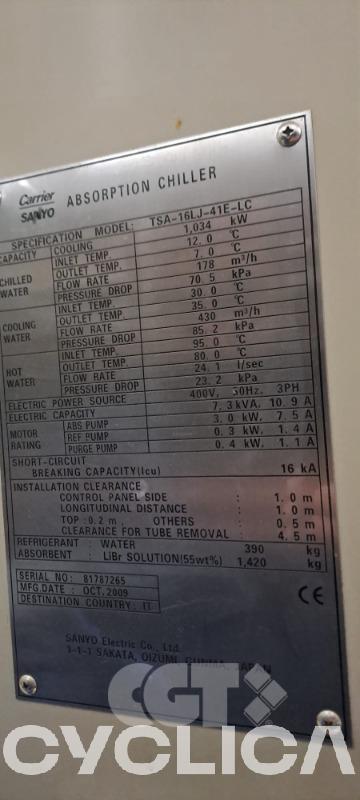 Carrier
SANYO
ABSORPTION CHILLER
SPECIFICATION MODEL: TSA-16LJ-41E-LC
CAPACITY COOLING 1,034 kW
CHILLED WATER INLET TEMP. 12.0 °C
OUTLET TEMP. 7.0 °C
FLOW RATE 178 m³/h
PRESSURE DROP 70.5 kPa
COOLING WATER INLET TEMP. 30.0 °C
OUTLET TEMP. 35.0 °C
FLOW RATE 430 m³/h
PRESSURE DROP 85.2 kPa
HOT WATER INLET TEMP. 95.0 °C
OUTLET TEMP. 80.0 °C
FLOW RATE 24.1 l/sec
PRESSURE DROP 23.2 kPa
ELECTRIC POWER SOURCE 400V, 50Hz, 3PH
ELECTRIC CAPACITY 7.3 kVA, 10.9 A
MOTOR RATING ABS PUMP 3.0 kW, 7.5 A
REF PUMP 0.3 kW, 1.4 A
PURGE PUMP 0.4 kW, 1.1 A
SHORT-CIRCUIT
BREAKING CAPACITY(Icu) 16 kA
INSTALLATION CLEARANCE
CONTROL PANEL SIDE : 1.0 m
LONGITUDINAL DISTANCE : 1.0 m
TOP : 0.2 m, OTHERS : 0.5 m
CLEARANCE FOR TUBE REMOVAL : 4.5 m
REFRIGERANT : WATER 390 kg
ABSORBENT : LiBr SOLUTION(55wt%) 1,420 kg
SERIAL NO. : 81787265
MFG.DATE : OCT.2009
DESTINATION COUNTRY : IT
CE
SANYO Electric Co., Ltd.
1-1-1 SAKATA, OIZUMI, GUNMA, JAPAN
CGT
CYCLICA